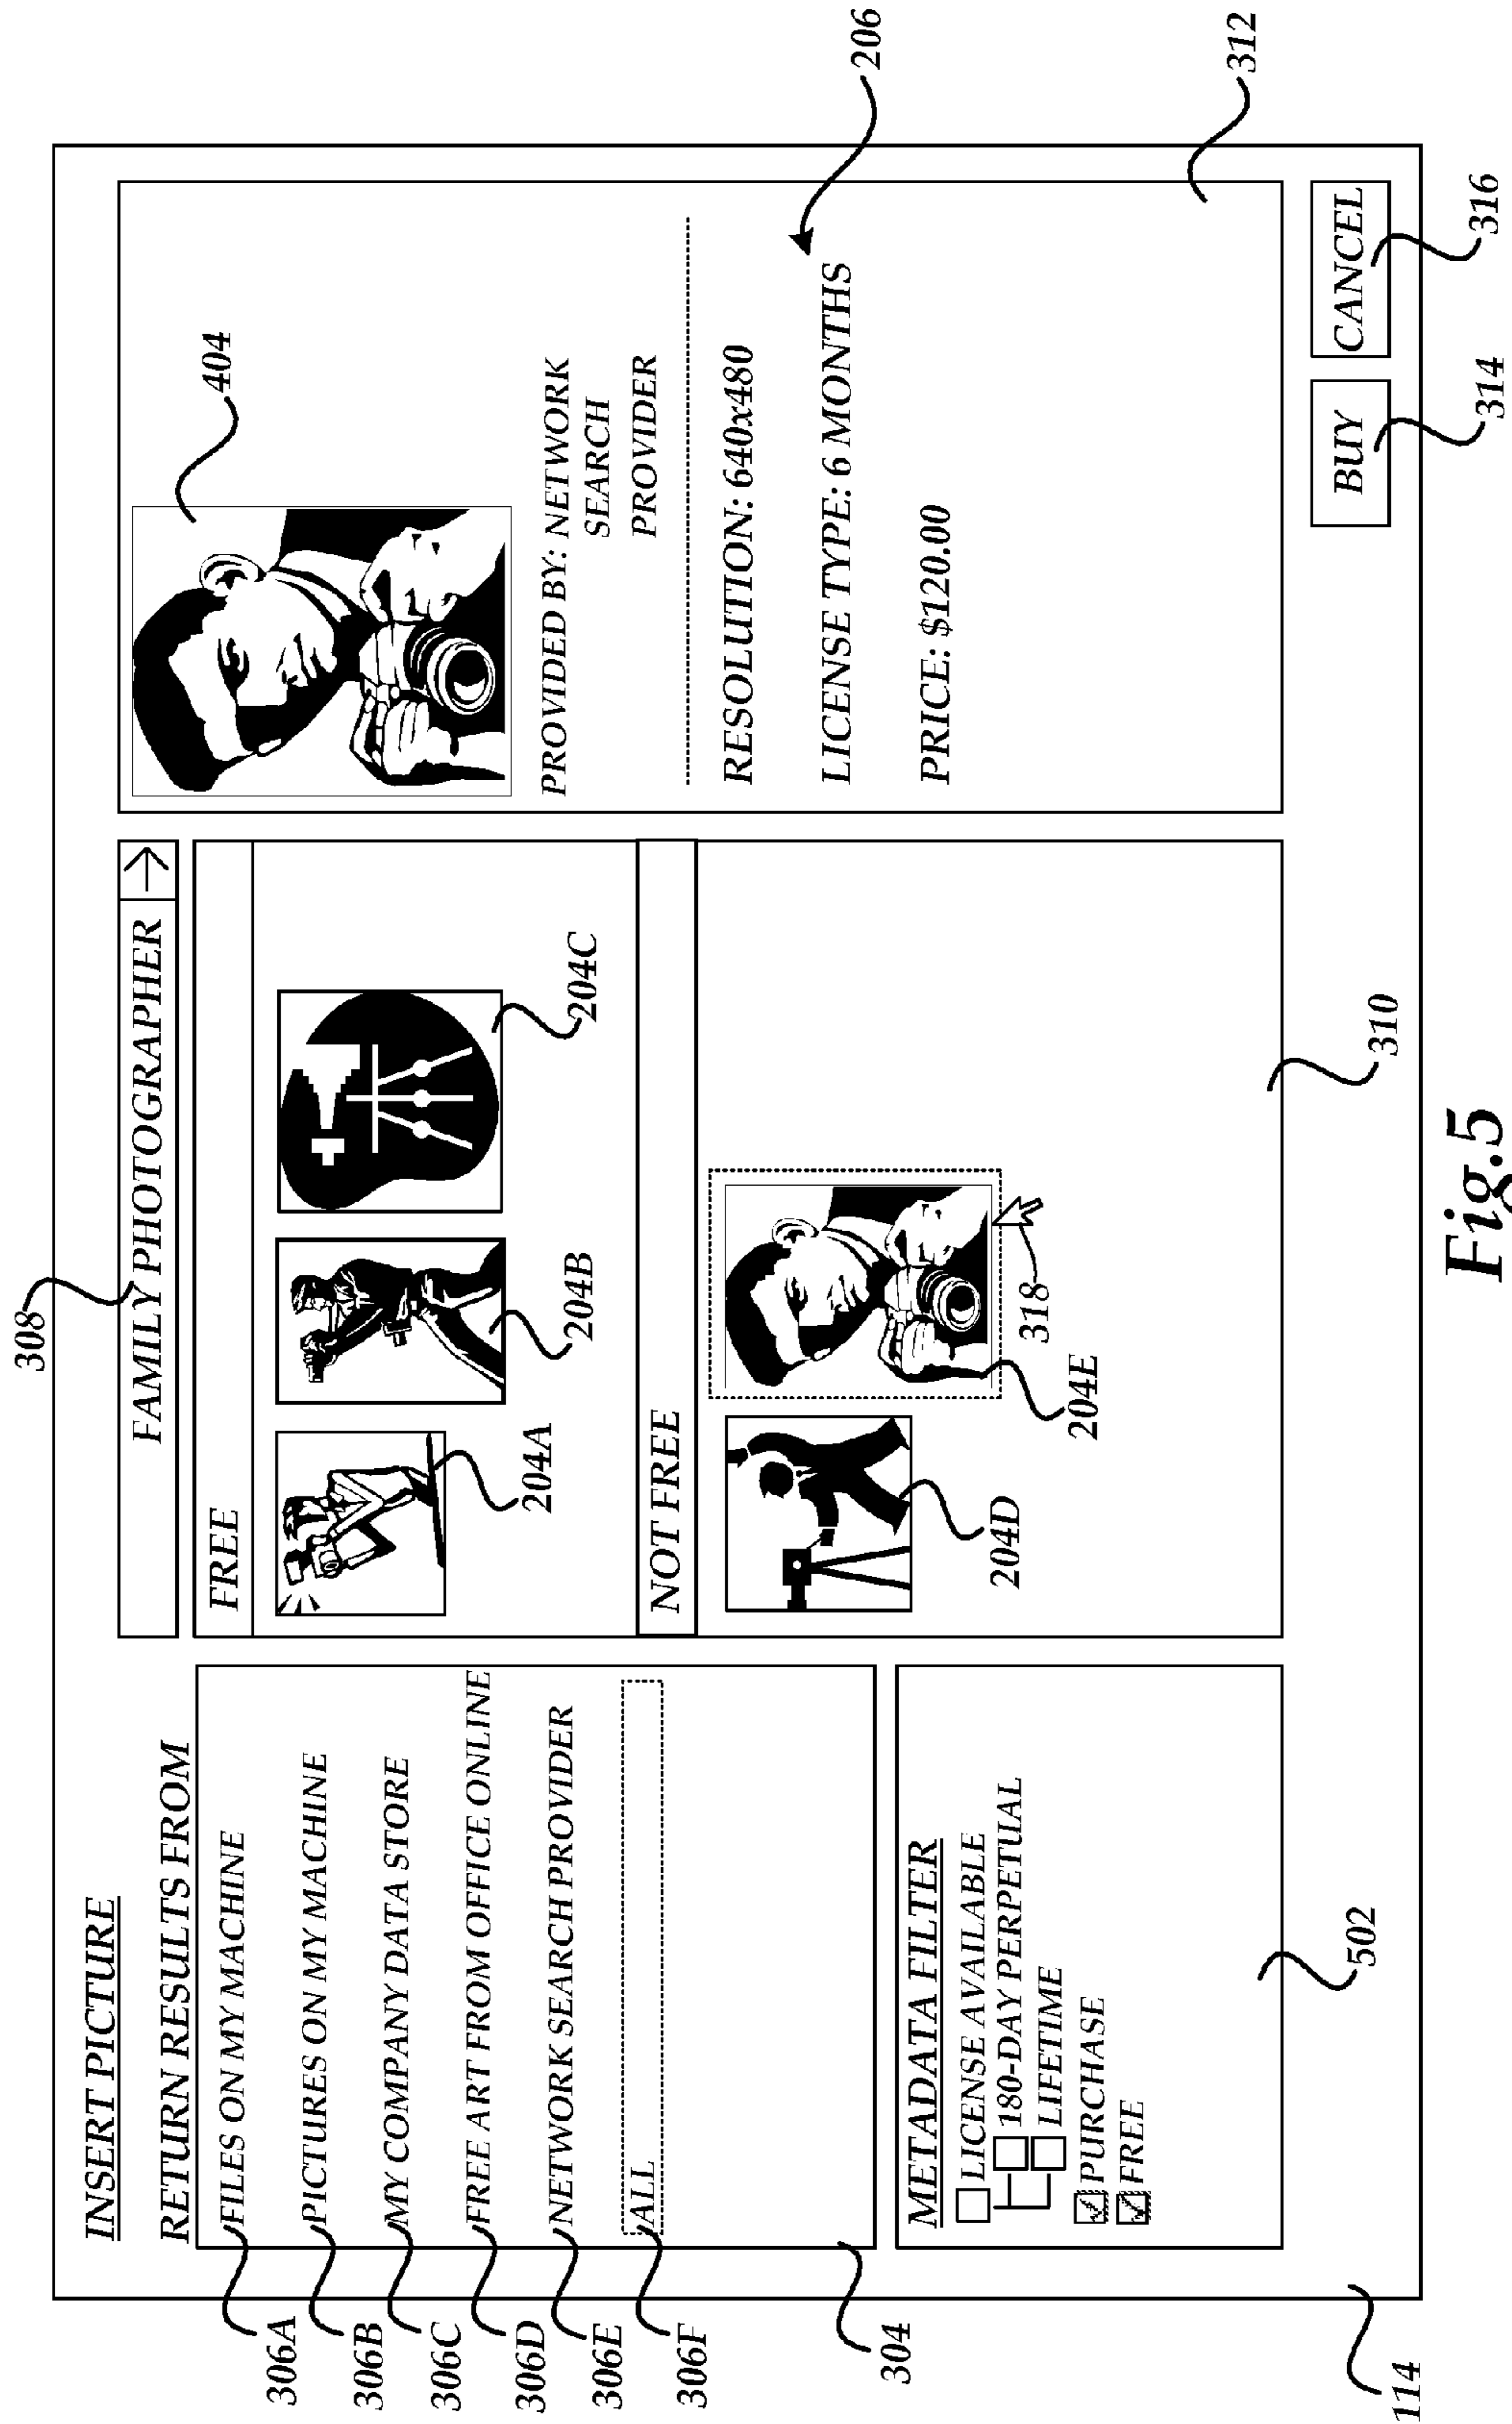 308
INSERT PICTURE
RETURN RESULTS FROM
306A
FILES ON MY MACHINE
306B
PICTURES ON MY MACHINE
306C
MY COMPANY DATA STORE
306D
FREE ART FROM OFFICE ONLINE
306E
NETWORK SEARCH PROVIDER
306F
ALL
304
METADATA FILTER
LICENSE AVAILABLE
180-DAY PERPETUAL
LIFETIME
PURCHASE
FREE
502
114
FAMILY PHOTOGRAPHER
FREE
204A
204B
204C
NOT FREE
204D
204E
318
310
404
PROVIDED BY: NETWORK
SEARCH
PROVIDER
206
RESOLUTION: 640x480
LICENSE TYPE: 6 MONTHS
PRICE: $120.00
312
BUY
CANCEL
314
316
Fig.5